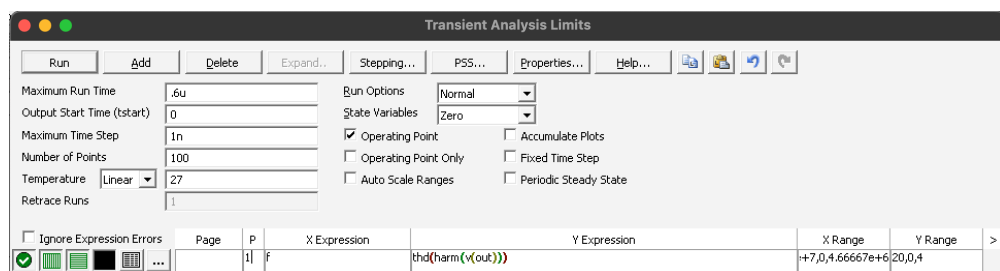 Transient Analysis Limits
Run Add Delete Expand.. Stepping... PSS... Properties... Help...
Maximum Run Time .6u Run Options Normal
Output Start Time (tstart) 0 State Variables Zero
Maximum Time Step 1n Operating Point Accumulate Plots
Number of Points 100 Operating Point Only Fixed Time Step
Temperature Linear 27 Auto Scale Ranges Periodic Steady State
Retrace Runs 1
Ignore Expression Errors Page P X Expression Y Expression X Range Y Range >
... 1 f thd(harm(v(out))) +7,0,4.66667e+6 20,0,4